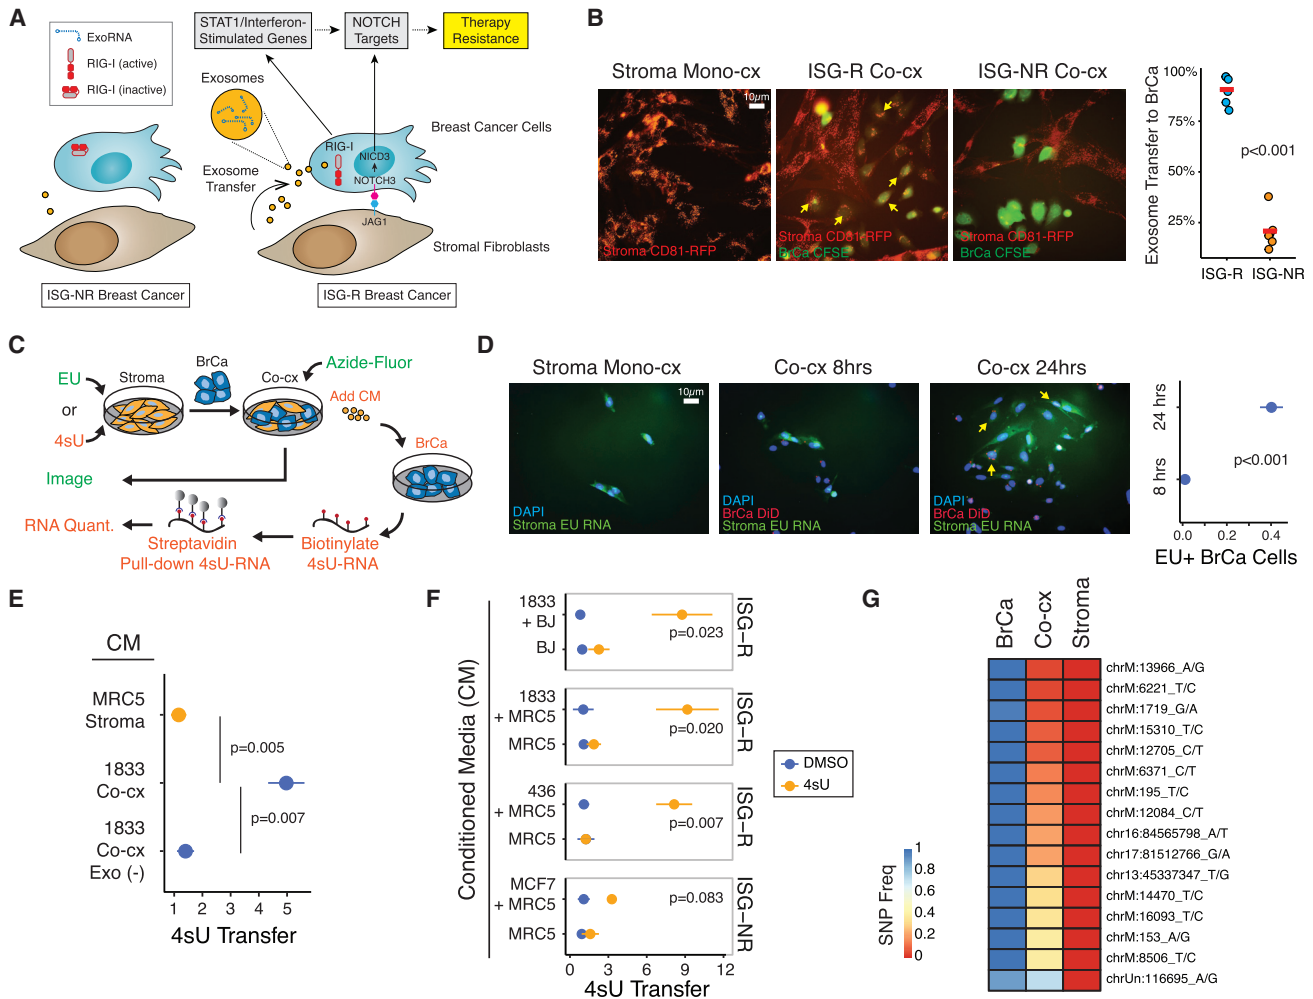 A
ExoRNA
RIG-I (active)
RIG-I (inactive)
STAT1/Interferon-
Stimulated Genes
NOTCH
Targets
Therapy
Resistance
Exosomes
Breast Cancer Cells
RIG-I
NICD3
NOTCH3
Exosome
Transfer
JAG1
Stromal Fibroblasts
ISG-NR Breast Cancer
ISG-R Breast Cancer
B
Stroma Mono-cx
ISG-R Co-cx
ISG-NR Co-cx
10µm
Stroma CD81-RFP
Stroma CD81-RFP
BrCa CFSE
Stroma CD81-RFP
BrCa CFSE
Exosome Transfer to BrCa
100%
75%
50%
25%
p<0.001
ISG-R
ISG-NR
C
EU
or
4sU
Stroma
BrCa
Co-cx
Azide-Fluor
Add CM
BrCa
Image
RNA Quant.
Streptavidin
Pull-down 4sU-RNA
Biotinylate
4sU-RNA
D
Stroma Mono-cx
Co-cx 8hrs
Co-cx 24hrs
10µm
DAPI
Stroma EU RNA
DAPI
BrCa DiD
Stroma EU RNA
DAPI
BrCa DiD
Stroma EU RNA
24 hrs
8 hrs
p<0.001
0.0
0.2
0.4
EU+ BrCa Cells
E
CM
MRC5
Stroma
1833
Co-cx
1833
Co-cx
Exo (-)
p=0.005
p=0.007
1 2 3 4 5
4sU Transfer
F
Conditioned Media (CM)
1833
+ BJ
BJ
p=0.023
ISG-R
1833
+ MRC5
MRC5
p=0.020
ISG-R
436
+ MRC5
MRC5
p=0.007
ISG-R
MCF7
+ MRC5
MRC5
p=0.083
ISG-NR
0 3 6 9 12
4sU Transfer
DMSO
4sU
G
BrCa
Co-cx
Stroma
chrM:13966_A/G
chrM:6221_T/C
chrM:1719_G/A
chrM:15310_T/C
chrM:12705_C/T
chrM:6371_C/T
chrM:195_T/C
chrM:12084_C/T
chr16:84565798_A/T
chr17:81512766_G/A
chr13:45337347_T/G
chrM:14470_T/C
chrM:16093_T/C
chrM:153_A/G
chrM:8506_T/C
chrUn:116695_A/G
SNP Freq
1
0.8
0.6
0.4
0.2
0